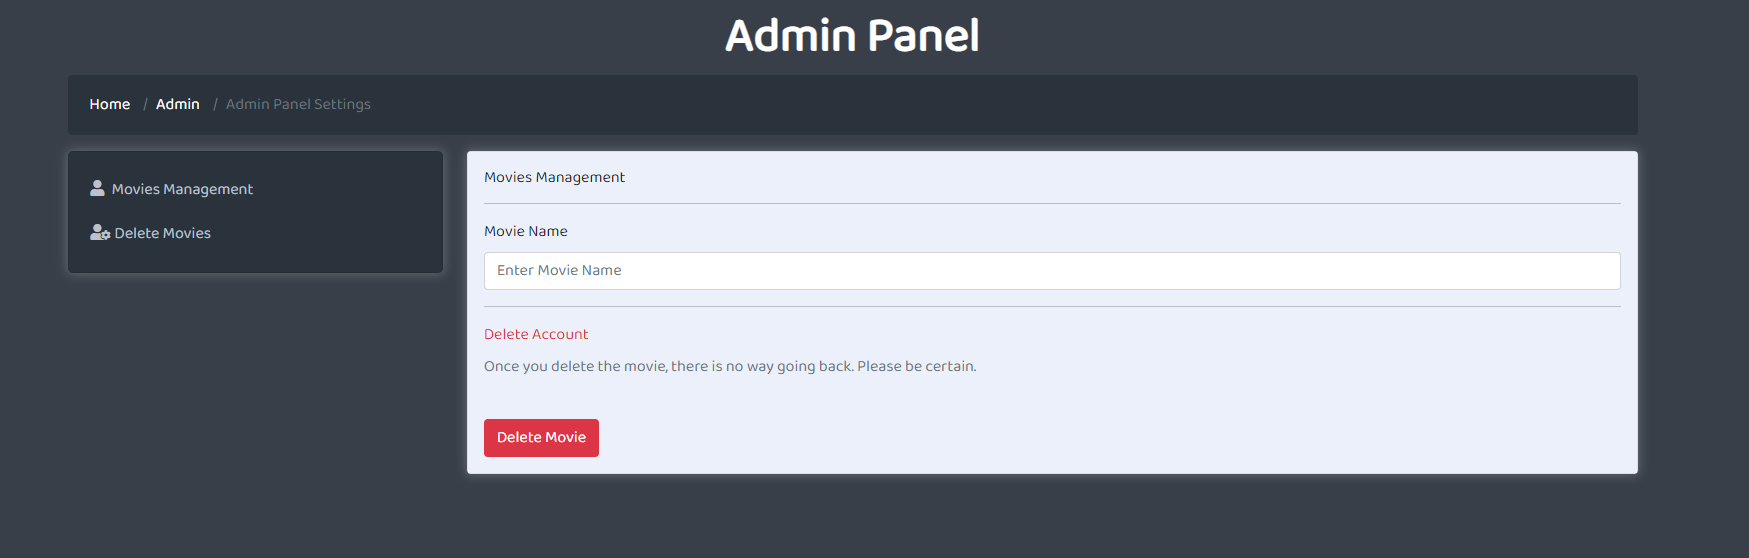 Admin Panel
Home / Admin / Admin Panel Settings
Movies Management
Delete Movies
Movies Management
Movie Name
Enter Movie Name
Delete Account
Once you delete the movie, there is no way going back. Please be certain.
Delete Movie